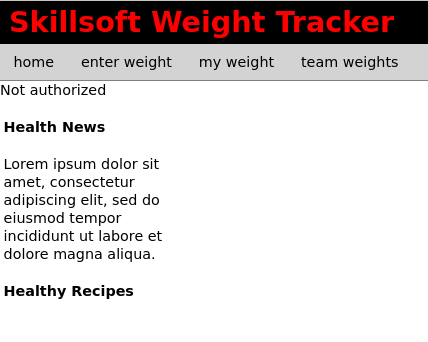 Skillsoft Weight Tracker
home enter weight my weight team weights
Not authorized
Health News
Lorem ipsum dolor sit
amet, consectetur
adipiscing elit, sed do
eiusmod tempor
incididunt ut labore et
dolore magna aliqua.
Healthy Recipes